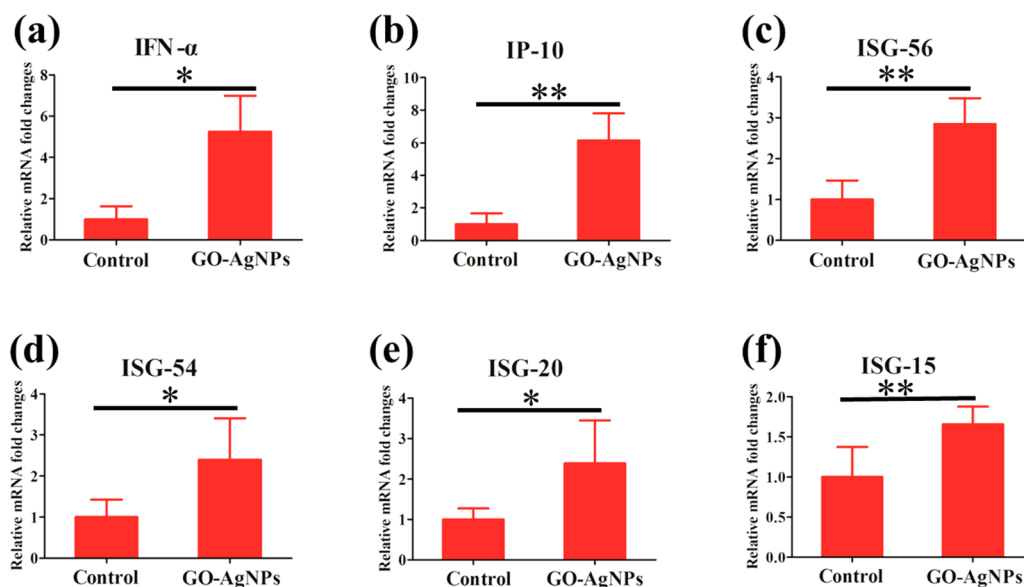 (a)
IFN-α
*
Relative mRNA fold changes
8
6
4
2
0
Control
GO-AgNPs
(b)
IP-10
**
Relative mRNA fold changes
10
8
6
4
2
0
Control
GO-AgNPs
(c)
ISG-56
**
Relative mRNA fold changes
4
3
2
1
0
Control
GO-AgNPs
(d)
ISG-54
*
Relative mRNA fold changes
4
3
2
1
0
Control
GO-AgNPs
(e)
ISG-20
*
Relative mRNA fold changes
4
3
2
1
0
Control
GO-AgNPs
(f)
ISG-15
**
Relative mRNA fold changes
2.0
1.5
1.0
0.5
0.0
Control
GO-AgNPs